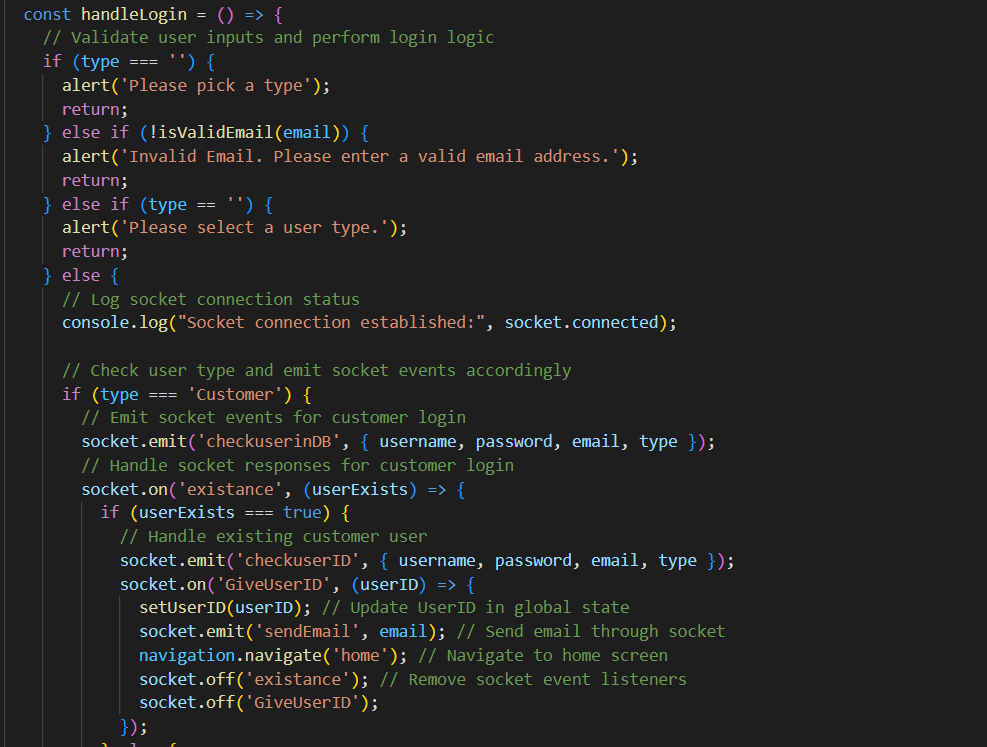 const handleLogin = () => {
  // Validate user inputs and perform login logic
  if (type === '') {
    alert('Please pick a type');
    return;
  } else if (!isValidEmail(email)) {
    alert('Invalid Email. Please enter a valid email address.');
    return;
  } else if (type == '') {
    alert('Please select a user type.');
    return;
  } else {
    // Log socket connection status
    console.log("Socket connection established:", socket.connected);

    // Check user type and emit socket events accordingly
    if (type === 'Customer') {
      // Emit socket events for customer login
      socket.emit('checkuserinDB', { username, password, email, type });
      // Handle socket responses for customer login
      socket.on('existance', (userExists) => {
        if (userExists === true) {
          // Handle existing customer user
          socket.emit('checkuserID', { username, password, email, type });
          socket.on('GiveUserID', (userID) => {
            setUserID(userID); // Update UserID in global state
            socket.emit('sendEmail', email); // Send email through socket
            navigation.navigate('home'); // Navigate to home screen
            socket.off('existance'); // Remove socket event listeners
            socket.off('GiveUserID');
          });
        } else {